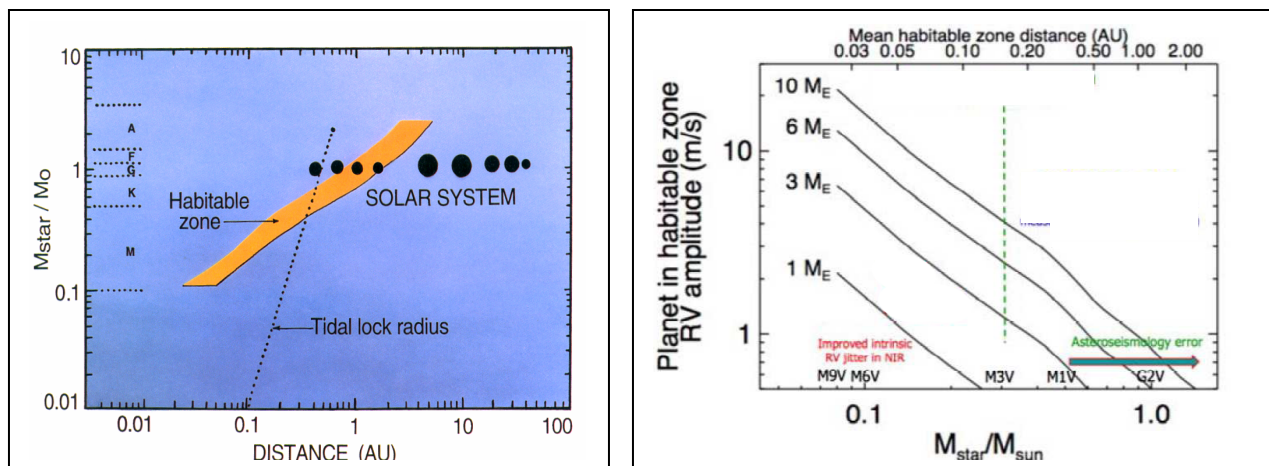 10
1
0.1
0.01
Mstar / Mo
A
F
G
K
M
Habitable
zone
SOLAR SYSTEM
Tidal lock radius
0.01 0.1 1 10 100
DISTANCE (AU)
Mean habitable zone distance (AU)
0.03 0.05 0.10 0.20 0.50 1.00 2.00
Planet in habitable zone
RV amplitude (m/s)
10
1
10 ME
6 ME
3 ME
1 ME
Improved intrinsic
RV jitter in NIR
Asteroseismology error
M9V M6V M3V M1V G2V
0.1 1.0
Mstar/Msun